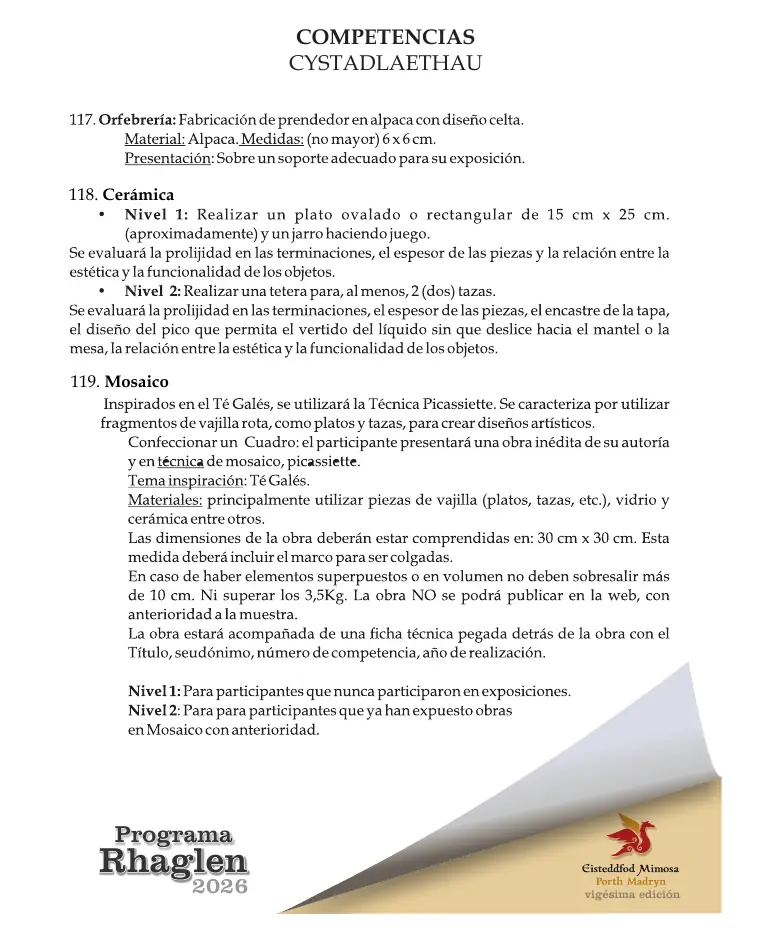 COMPETENCIAS
CYSTADLAETHAU
117. Orfebrería: Fabricación de prendedor en alpaca con diseño celta.
Material: Alpaca. Medidas: (no mayor) 6 x 6 cm.
Presentación: Sobre un soporte adecuado para su exposición.
118. Cerámica
• Nivel 1: Realizar un plato ovalado o rectangular de 15 cm x 25 cm.
(aproximadamente) y un jarro haciendo juego.
Se evaluará la prolijidad en las terminaciones, el espesor de las piezas y la relación entre la
estética y la funcionalidad de los objetos.
• Nivel 2: Realizar una tetera para, al menos, 2 (dos) tazas.
Se evaluará la prolijidad en las terminaciones, el espesor de las piezas, el encastre de la tapa,
el diseño del pico que permita el vertido del líquido sin que deslice hacia el mantel o la
mesa, la relación entre la estética y la funcionalidad de los objetos.
119. Mosaico
Inspirados en el Té Galés, se utilizará la Técnica Picassiette. Se caracteriza por utilizar
fragmentos de vajilla rota, como platos y tazas, para crear diseños artísticos.
Confeccionar un Cuadro: el participante presentará una obra inédita de su autoría
y en técnica de mosaico, picassiette.
Tema inspiración: Té Galés.
Materiales: principalmente utilizar piezas de vajilla (platos, tazas, etc.), vidrio y
cerámica entre otros.
Las dimensiones de la obra deberán estar comprendidas en: 30 cm x 30 cm. Esta
medida deberá incluir el marco para ser colgadas.
En caso de haber elementos superpuestos o en volumen no deben sobresalir más
de 10 cm. Ni superar los 3,5Kg. La obra NO se podrá publicar en la web, con
anterioridad a la muestra.
La obra estará acompañada de una ficha técnica pegada detrás de la obra con el
Título, seudónimo, número de competencia, año de realización.
Nivel 1: Para participantes que nunca participaron en exposiciones.
Nivel 2: Para para participantes que ya han expuesto obras
en Mosaico con anterioridad.
Programa
Rhaglen
2026
Eisteddfod Mimosa
Porth Madryn
vigésima edición